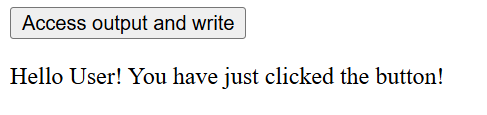 Access output and write
Hello User! You have just clicked the button!